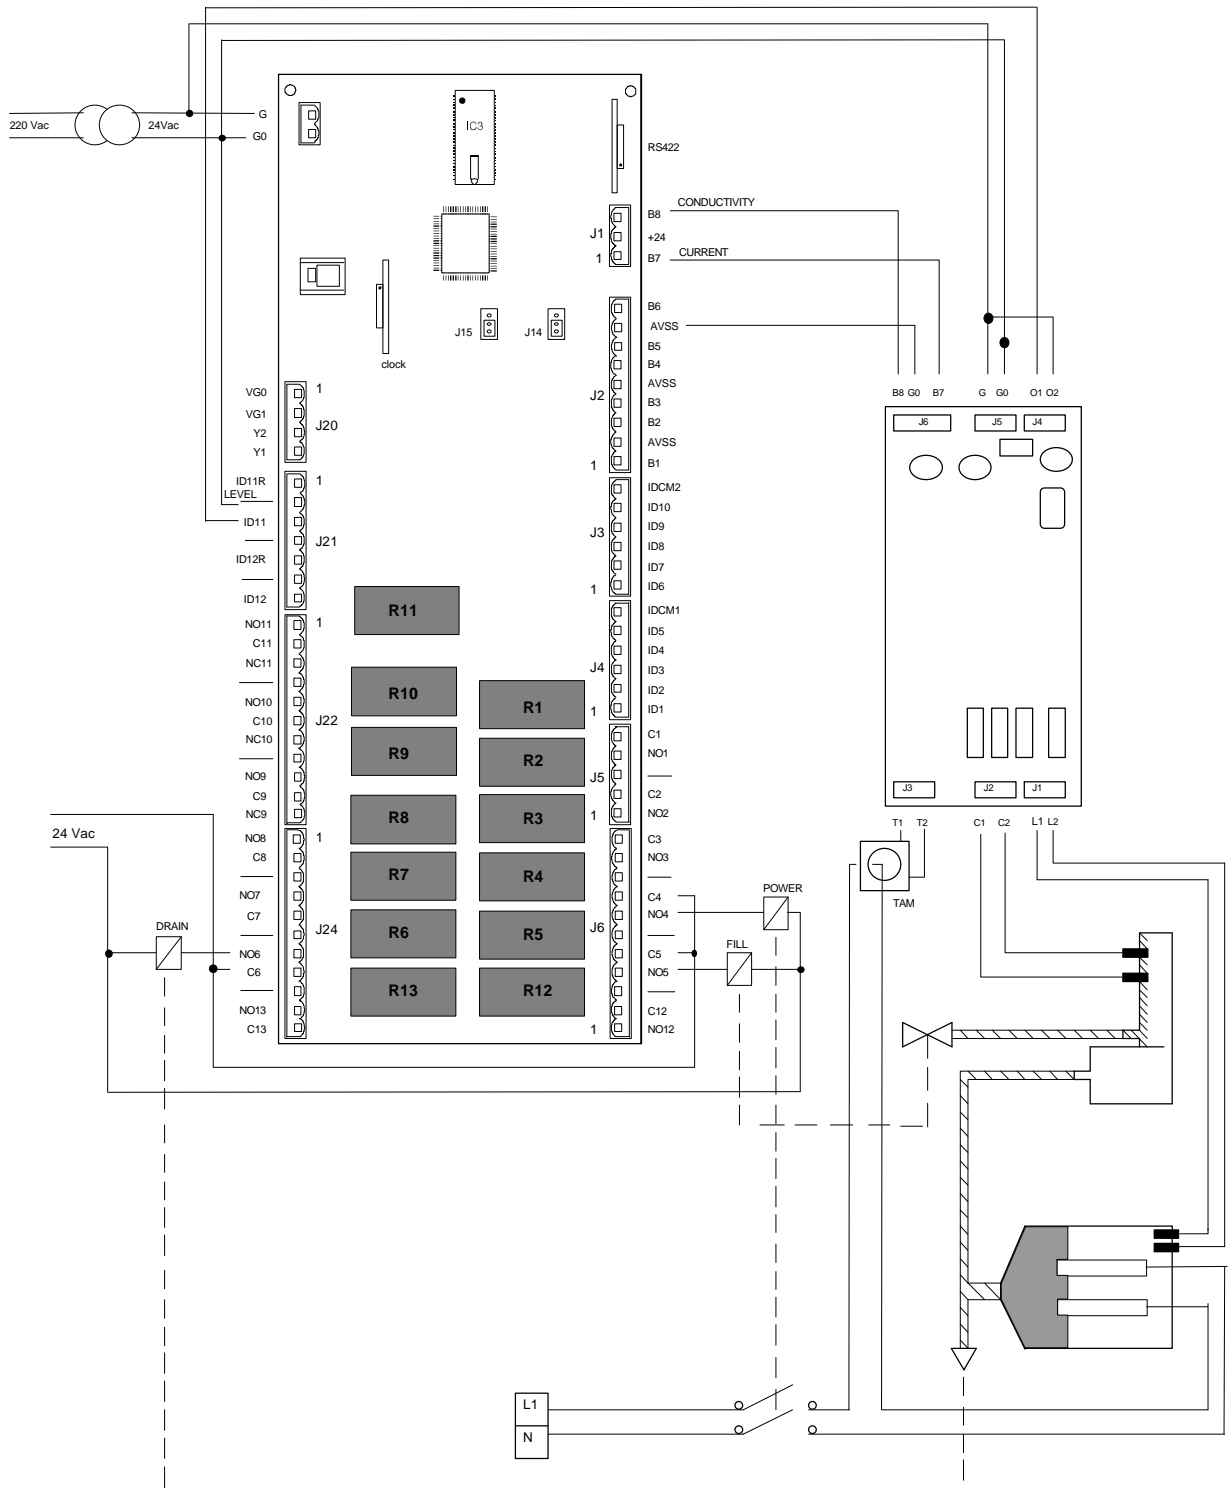 220 Vac
24Vac
G
G0
IC3
RS422
J1
1
B8
+24
B7
CONDUCTIVITY
CURRENT
J15
J14
clock
B6
AVSS
B5
B4
AVSS
B3
B2
AVSS
B1
J2
1
VG0
VG1
Y2
Y1
1
J20
ID11R
LEVEL
ID11
ID12R
ID12
1
J21
IDCM2
ID10
ID9
ID8
ID7
ID6
J3
1
IDCM1
ID5
ID4
ID3
ID2
ID1
J4
1
NO11
C11
NC11
NO10
C10
NC10
NO9
C9
NC9
1
J22
C1
NO1
C2
NO2
J5
1
NO8
C8
NO7
C7
NO6
C6
NO13
C13
1
J24
C3
NO3
C4
NO4
C5
NO5
C12
NO12
J6
1
R11
R10
R9
R8
R7
R6
R13
R1
R2
R3
R4
R5
R12
24 Vac
DRAIN
POWER
FILL
B8 G0 B7 G G0 O1 O2
J6
J5
J4
J3
J2
J1
T1 T2 C1 C2 L1 L2
TAM
L1
N